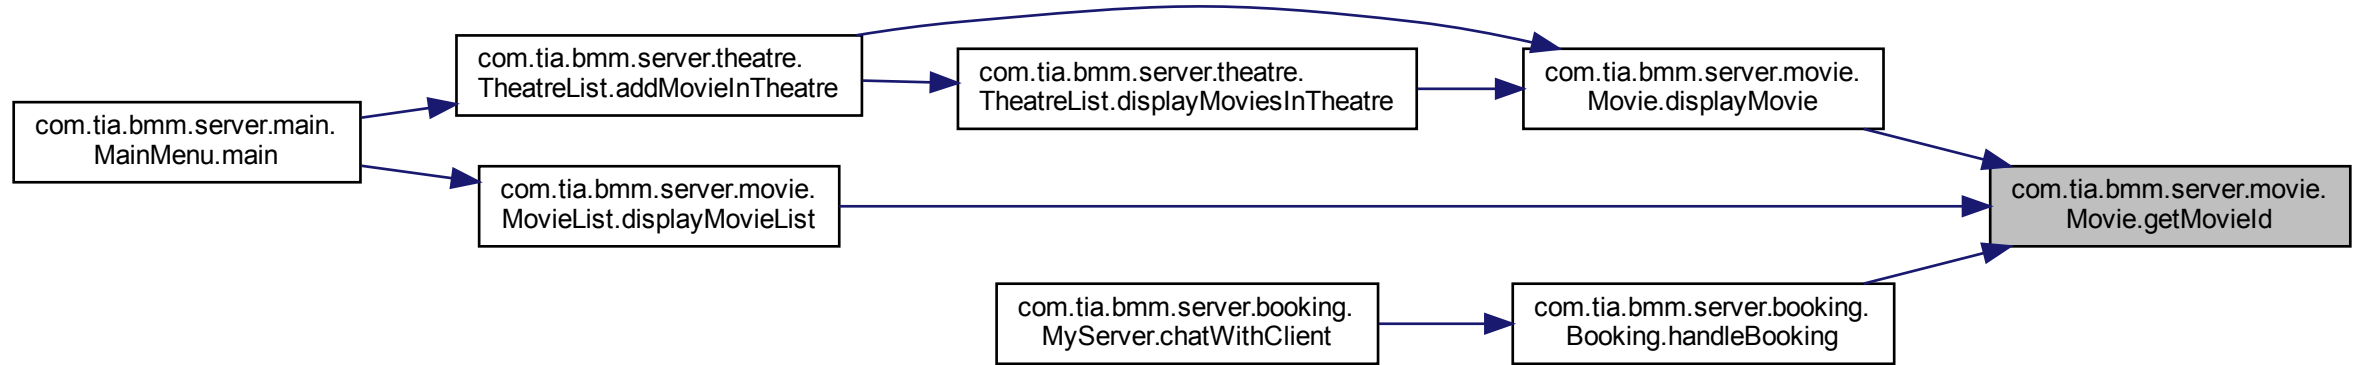 com.tia.bmm.server.main.
MainMenu.main
com.tia.bmm.server.theatre.
TheatreList.addMovieInTheatre
com.tia.bmm.server.movie.
MovieList.displayMovieList
com.tia.bmm.server.theatre.
TheatreList.displayMoviesInTheatre
com.tia.bmm.server.booking.
MyServer.chatWithClient
com.tia.bmm.server.movie.
Movie.displayMovie
com.tia.bmm.server.booking.
Booking.handleBooking
com.tia.bmm.server.movie.
Movie.getMovieId